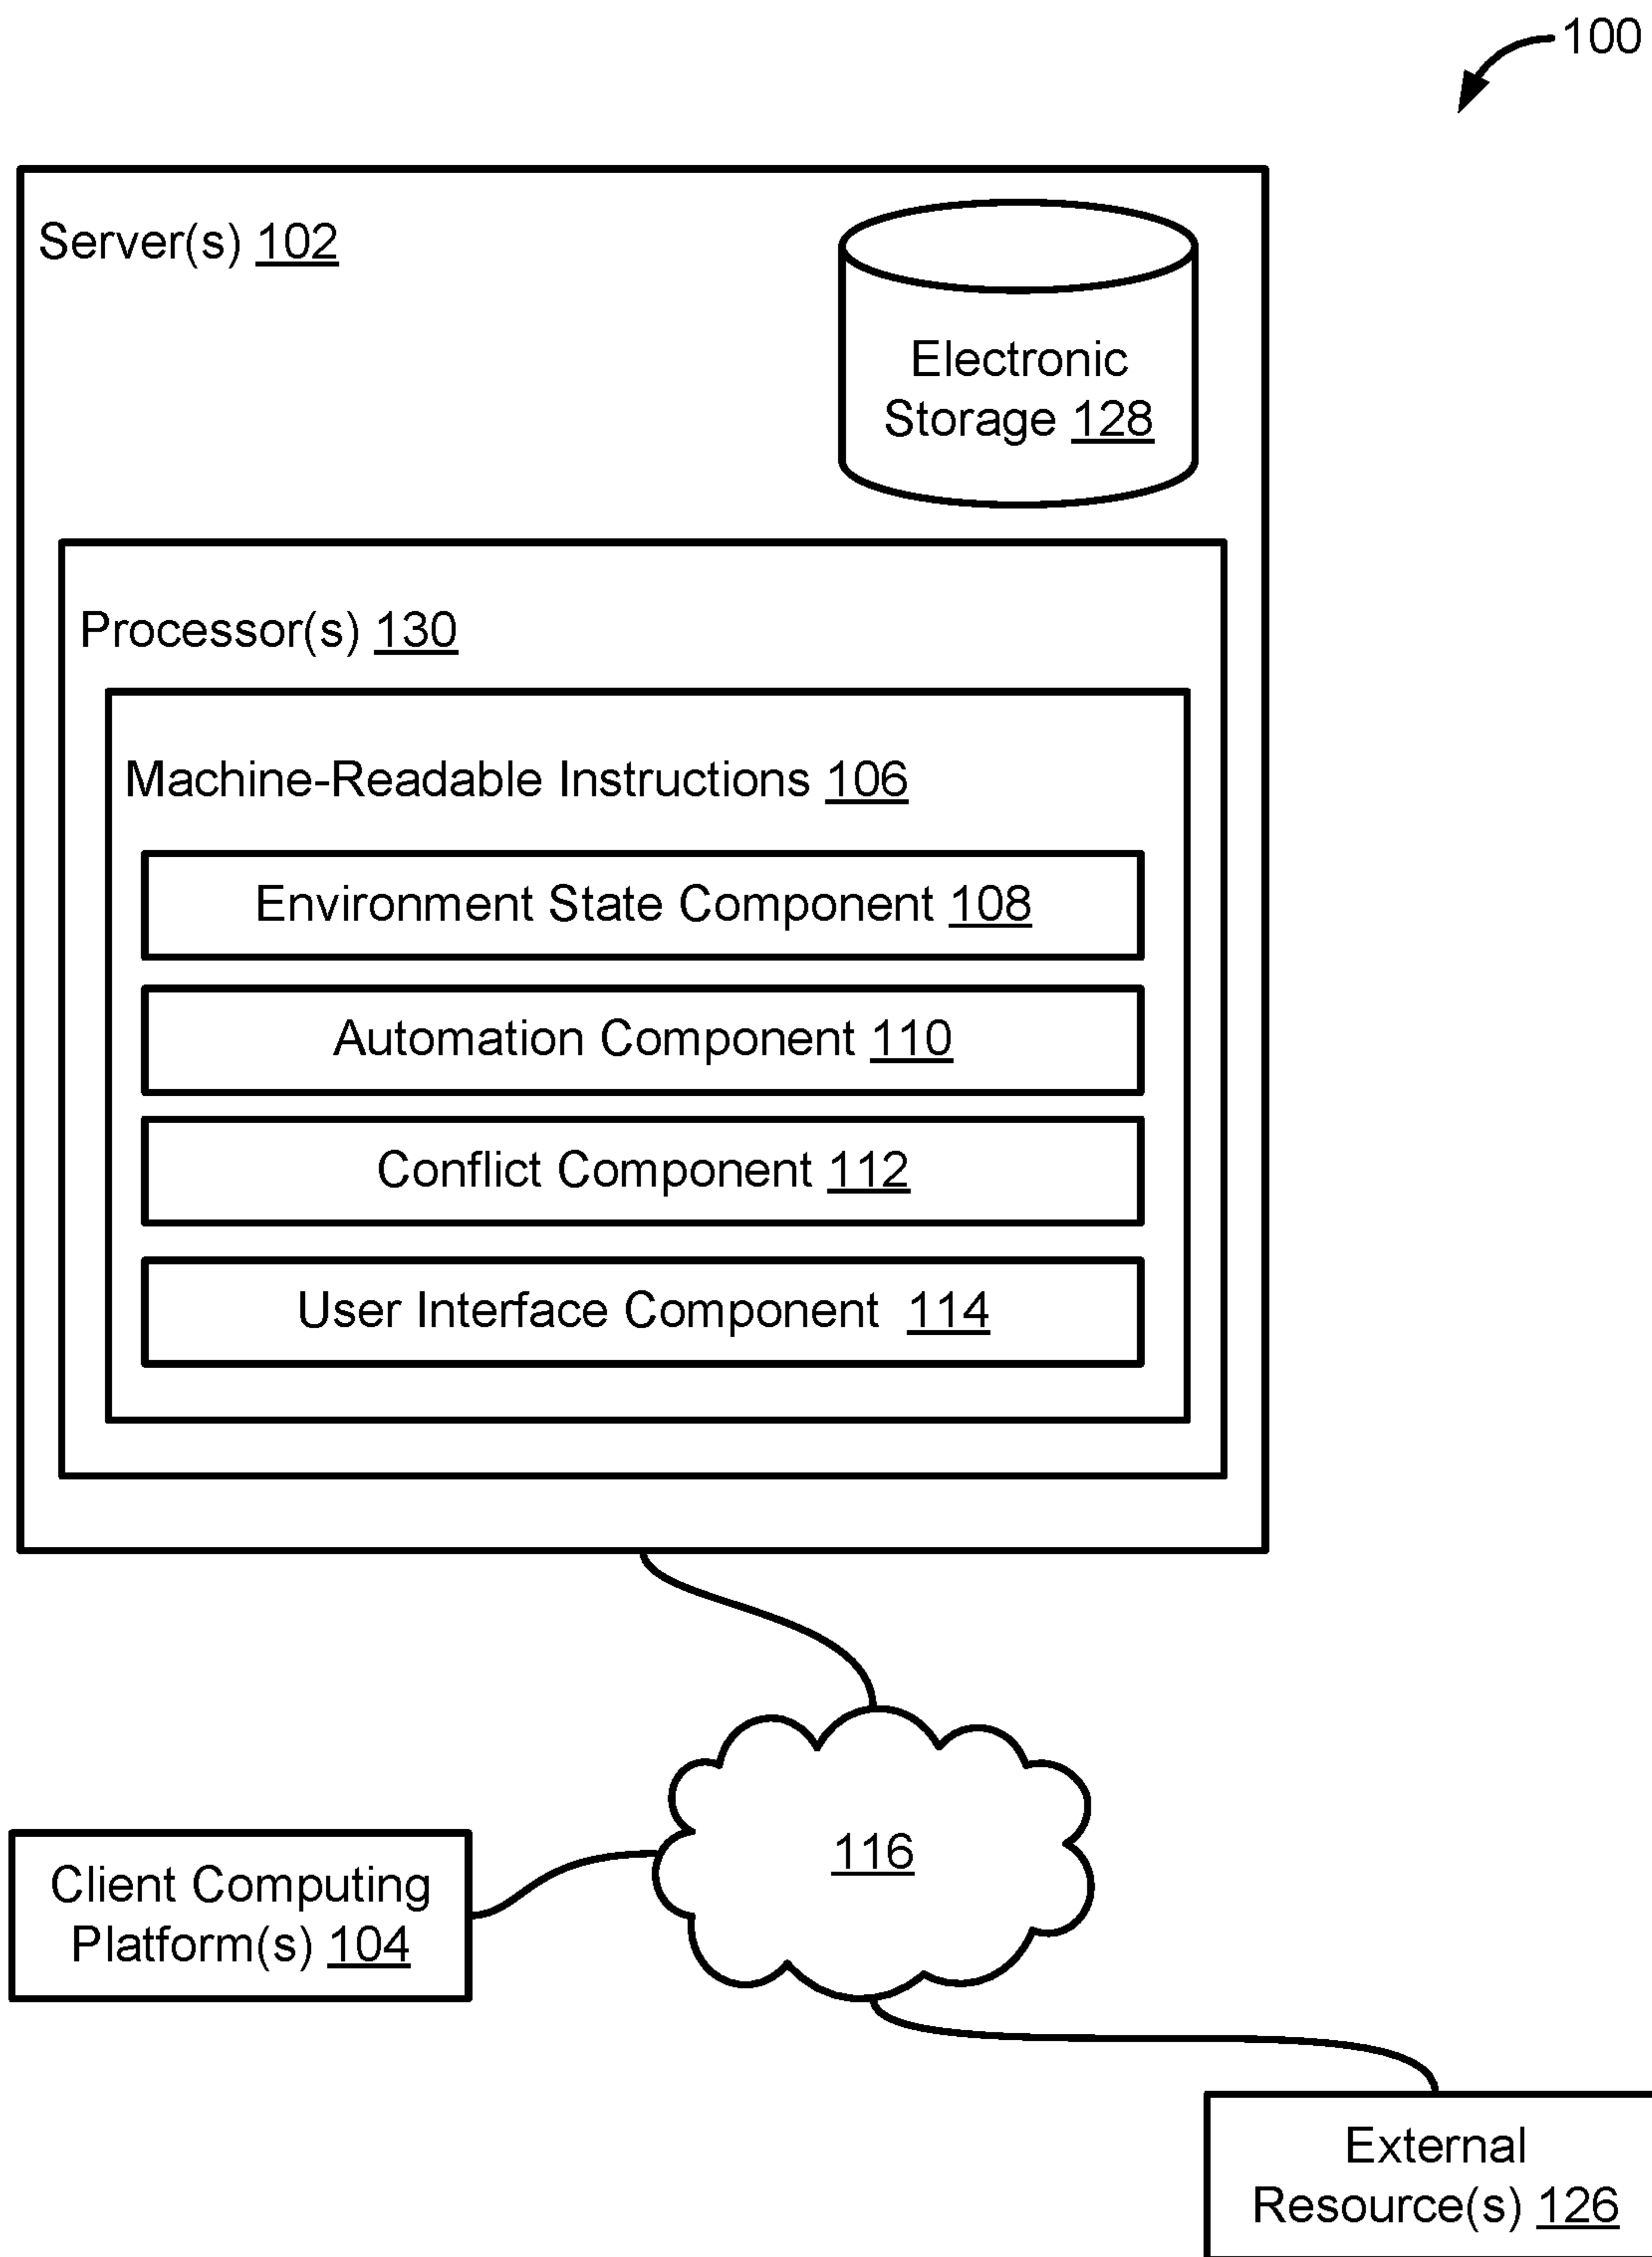 100
Server(s) 102
Electronic
Storage 128
Processor(s) 130
Machine-Readable Instructions 106
Environment State Component 108
Automation Component 110
Conflict Component 112
User Interface Component 114
116
Client Computing
Platform(s) 104
External
Resource(s) 126